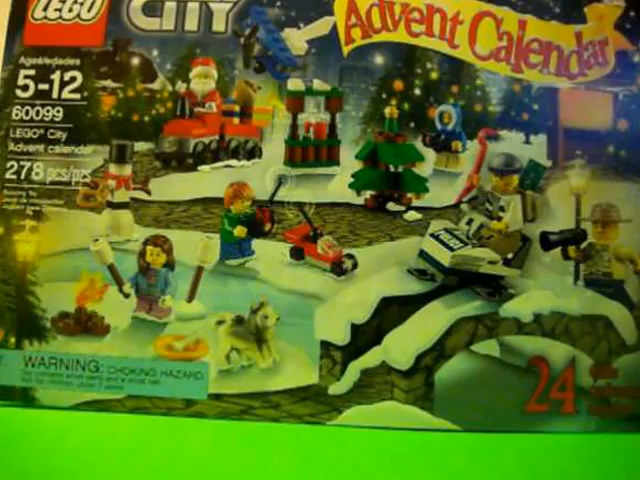 LEGO CITY
Advent Calendar
Ages/edades
5-12
60099
LEGO® City
Advent calendar
278 pcs/pzs
WARNING: CHOKING HAZARD.
24